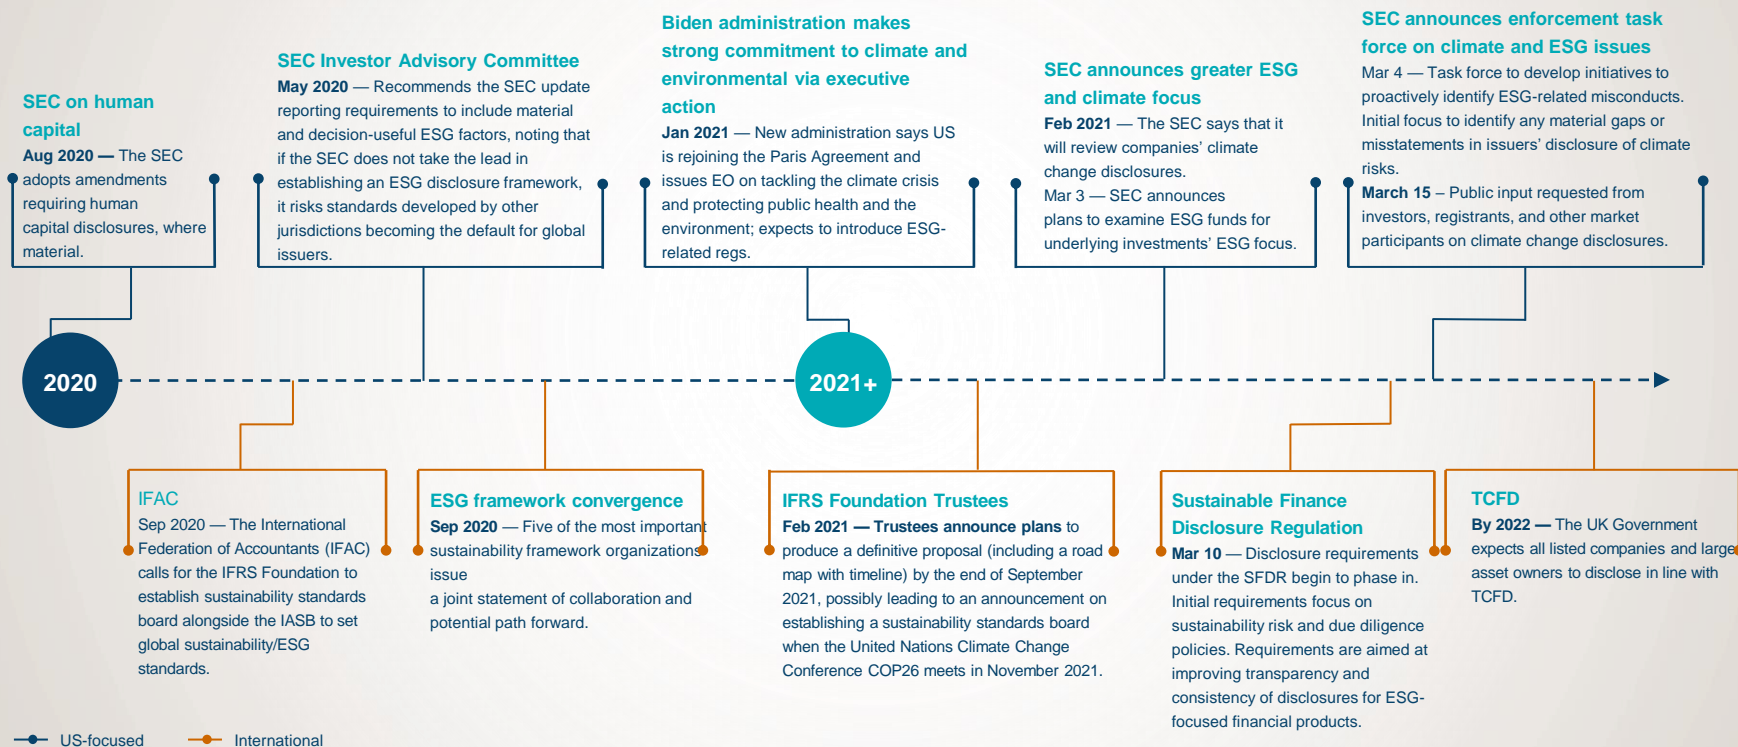 SEC on human
capital
Aug 2020 — The SEC
adopts amendments
requiring human
capital disclosures, where
material.
SEC Investor Advisory Committee
May 2020 — Recommends the SEC update
reporting requirements to include material
and decision-useful ESG factors, noting that
if the SEC does not take the lead in
establishing an ESG disclosure framework,
it risks standards developed by other
jurisdictions becoming the default for global
issuers.
Biden administration makes
strong commitment to climate and
environmental via executive
action
Jan 2021 — New administration says US
is rejoining the Paris Agreement and
issues EO on tackling the climate crisis
and protecting public health and the
environment; expects to introduce ESG-
related regs.
SEC announces greater ESG
and climate focus
Feb 2021 — The SEC says that it
will review companies’ climate
change disclosures.
Mar 3 — SEC announces
plans to examine ESG funds for
underlying investments’ ESG focus.
SEC announces enforcement task
force on climate and ESG issues
Mar 4 — Task force to develop initiatives to
proactively identify ESG-related misconducts.
Initial focus to identify any material gaps or
misstatements in issuers’ disclosure of climate
risks.
March 15 – Public input requested from
investors, registrants, and other market
participants on climate change disclosures.
2020
2021+
IFAC
Sep 2020 — The International
Federation of Accountants (IFAC)
calls for the IFRS Foundation to
establish sustainability standards
board alongside the IASB to set
global sustainability/ESG
standards.
ESG framework convergence
Sep 2020 — Five of the most important
sustainability framework organizations
issue
a joint statement of collaboration and
potential path forward.
IFRS Foundation Trustees
Feb 2021 — Trustees announce plans to
produce a definitive proposal (including a road
map with timeline) by the end of September
2021, possibly leading to an announcement on
establishing a sustainability standards board
when the United Nations Climate Change
Conference COP26 meets in November 2021.
Sustainable Finance
Disclosure Regulation
Mar 10 — Disclosure requirements
under the SFDR begin to phase in.
Initial requirements focus on
sustainability risk and due diligence
policies. Requirements are aimed at
improving transparency and
consistency of disclosures for ESG-
focused financial products.
TCFD
By 2022 — The UK Government
expects all listed companies and large
asset owners to disclose in line with
TCFD.
US-focused
International